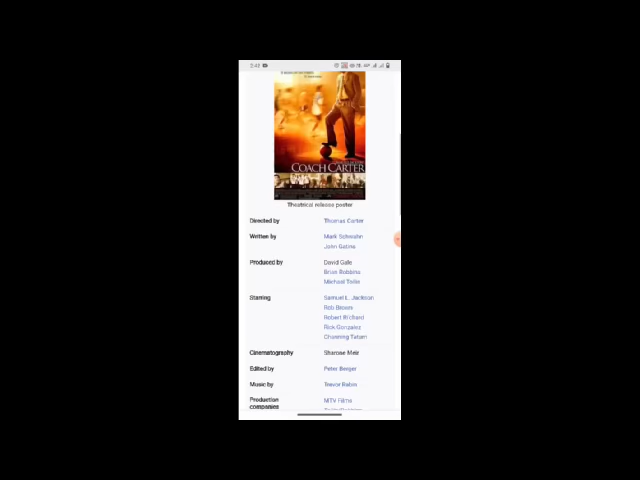 COACH CARTER
Theatrical release poster
Directed by Thomas Carter
Written by Mark Schwahn
John Gatins
Produced by David Gale
Brian Robbins
Michael Tollin
Starring Samuel L. Jackson
Rob Brown
Robert Ri'chard
Rick Gonzalez
Channing Tatum
Cinematography Sharone Meir
Edited by Peter Berger
Music by Trevor Rabin
Production MTV Films
companies